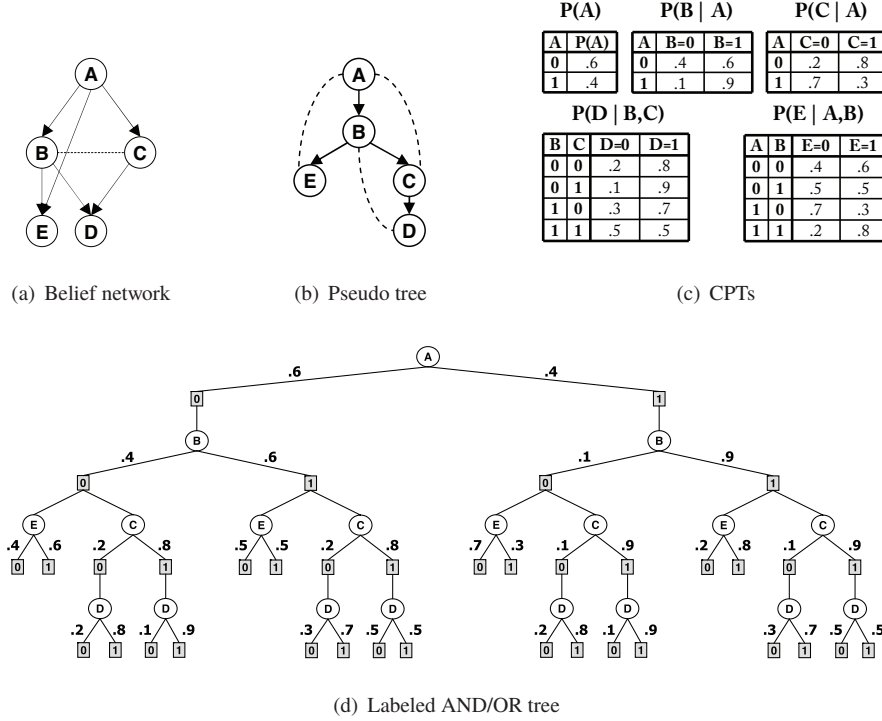 P(A) P(B | A) P(C | A)
A P(A) A B=0 B=1 A C=0 C=1
0 .6 0 .4 .6 0 .2 .8
1 .4 1 .1 .9 1 .7 .3
P(D | B,C) P(E | A,B)
B C D=0 D=1 A B E=0 E=1
0 0 .2 .8 0 0 .4 .6
0 1 .1 .9 0 1 .5 .5
1 0 .3 .7 1 0 .7 .3
1 1 .5 .5 1 1 .2 .8
A
B C
E D
A
B
E C
D
(a) Belief network (b) Pseudo tree (c) CPTs
A
.6 .4
0 1
B B
.4 .6 .1 .9
0 1 0 1
E C E C E C E C
.4 .6 .2 .8 .5 .5 .2 .8 .7 .3 .1 .9 .2 .8 .1 .9
0 1 0 1 0 1 0 1 0 1 0 1 0 1 0 1
D D D D D D D D
.2 .8 .1 .9 .3 .7 .5 .5 .2 .8 .1 .9 .3 .7 .5 .5
0 1 0 1 0 1 0 1 0 1 0 1 0 1 0 1
(d) Labeled AND/OR tree